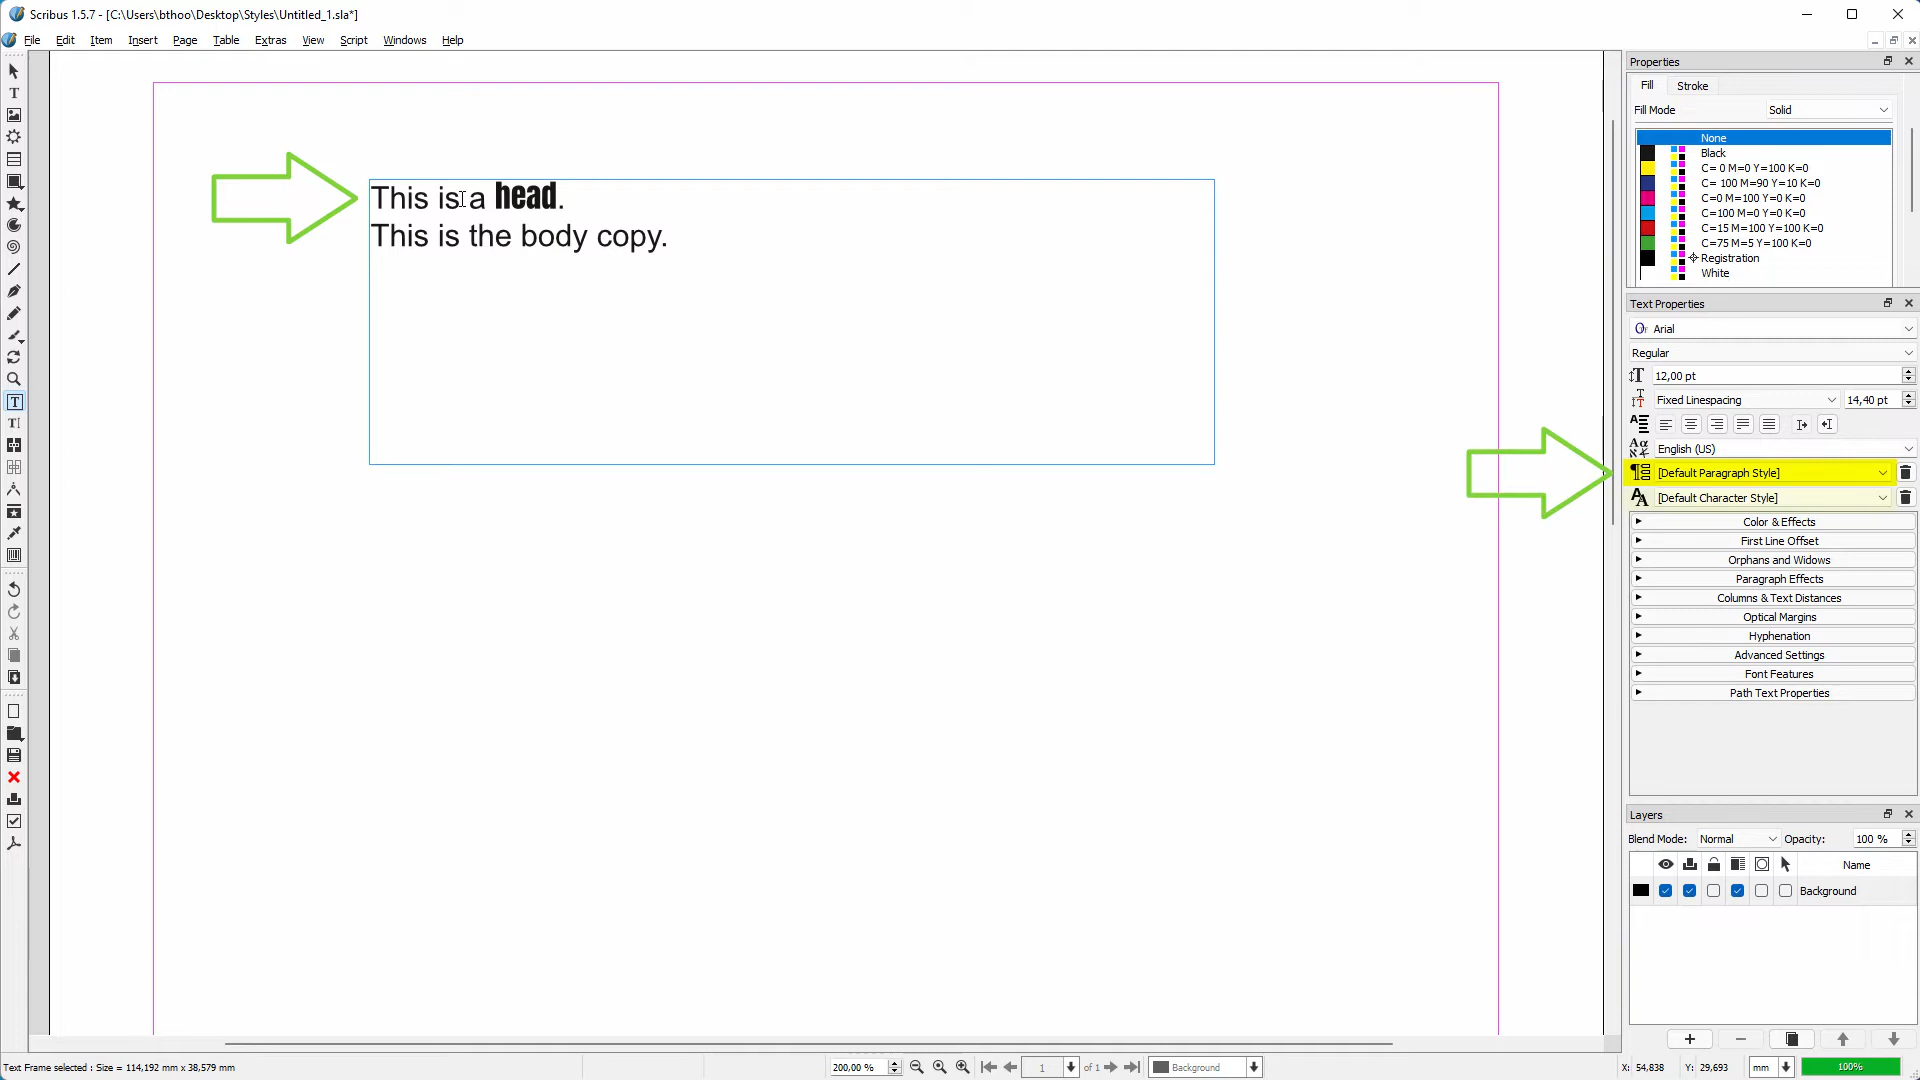 Scribus 1.5.7 - [C:\Users\bthoo\Desktop\Styles\Untitled_1.sla*]
File Edit Item Insert Page Table Extras View Script Windows Help
This is a head.
This is the body copy.
Properties
Fill Stroke
Fill Mode Solid
None
Black
C= 0 M=0 Y=100 K=0
C= 100 M=90 Y=10 K=0
C=0 M=100 Y=0 K=0
C=100 M=0 Y=0 K=0
C=15 M=100 Y=100 K=0
C=75 M=5 Y=100 K=0
Registration
White
Text Properties
Arial
Regular
12,00 pt
Fixed Linespacing 14,40 pt
English (US)
[Default Paragraph Style]
[Default Character Style]
Color & Effects
First Line Offset
Orphans and Widows
Paragraph Effects
Columns & Text Distances
Optical Margins
Hyphenation
Advanced Settings
Font Features
Path Text Properties
Layers
Blend Mode: Normal Opacity: 100 %
Name
Background
Text Frame selected : Size = 114,192 mm x 38,579 mm
200,00 % 1 of 1 Background
X: 54,838 Y: 29,693 mm 100%